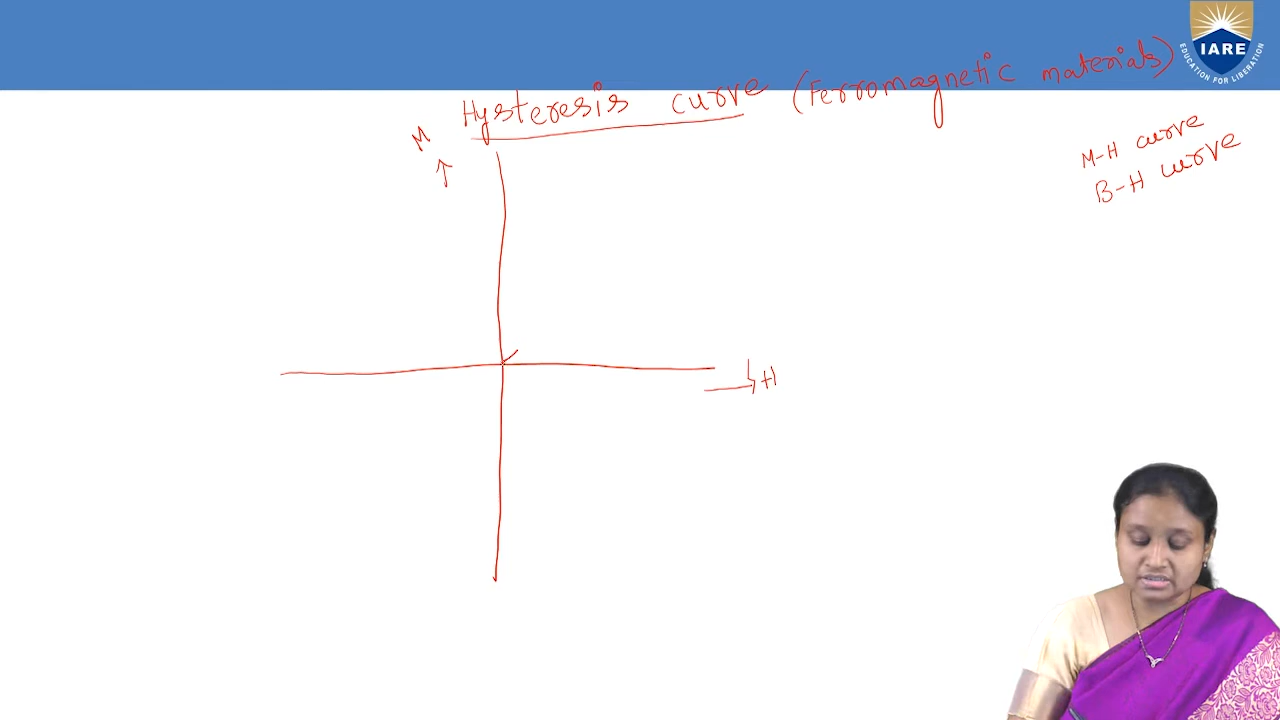 IARE
EDUCATION FOR LIBERATION
Hysteresis curve (Ferromagnetic materials)
M
M-H curve
B-H curve
H